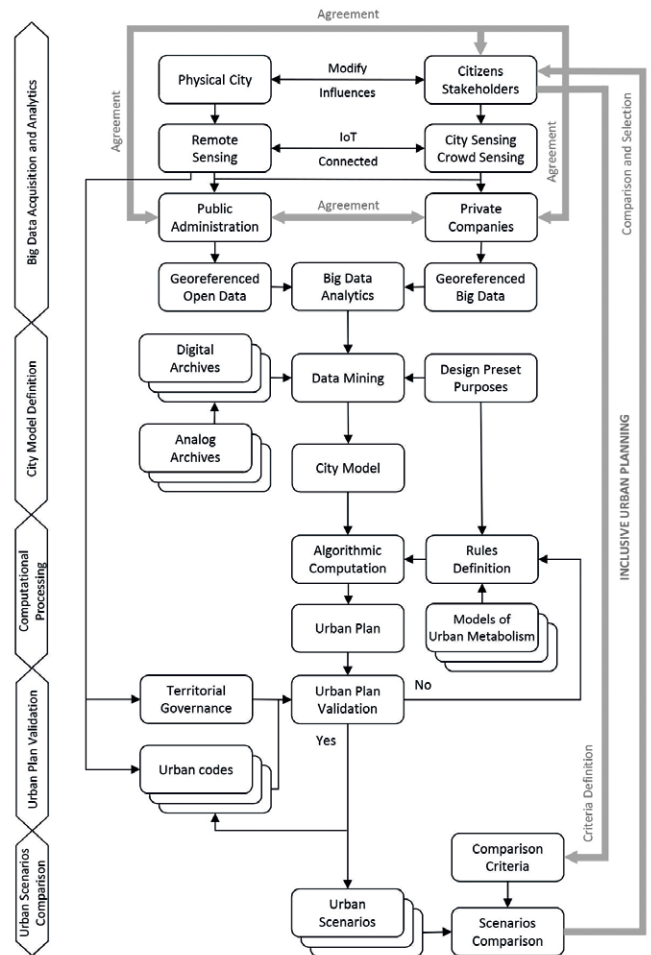 Agreement
Physical City
Modify
Influences
Citizens
Stakeholders
Agreement
Remote
Sensing
IoT
Connected
City Sensing
Crowd Sensing
Agreement
Public
Administration
Agreement
Private
Companies
Georeferenced
Open Data
Big Data
Analytics
Georeferenced
Big Data
Big Data Acquisition and Analytics
Comparison and Selection
Digital
Archives
Data Mining
Design Preset
Purposes
Analog
Archives
City Model
City Model Definition
INCLUSIVE URBAN PLANNING
Algorithmic
Computation
Rules
Definition
Urban Plan
Models of
Urban Metabolism
Computational
Processing
Territorial
Governance
Urban Plan
Validation
No
Yes
Urban codes
Urban Plan Validation
Criteria Definition
Comparison
Criteria
Urban
Scenarios
Scenarios
Comparison
Urban Scenarios
Comparison